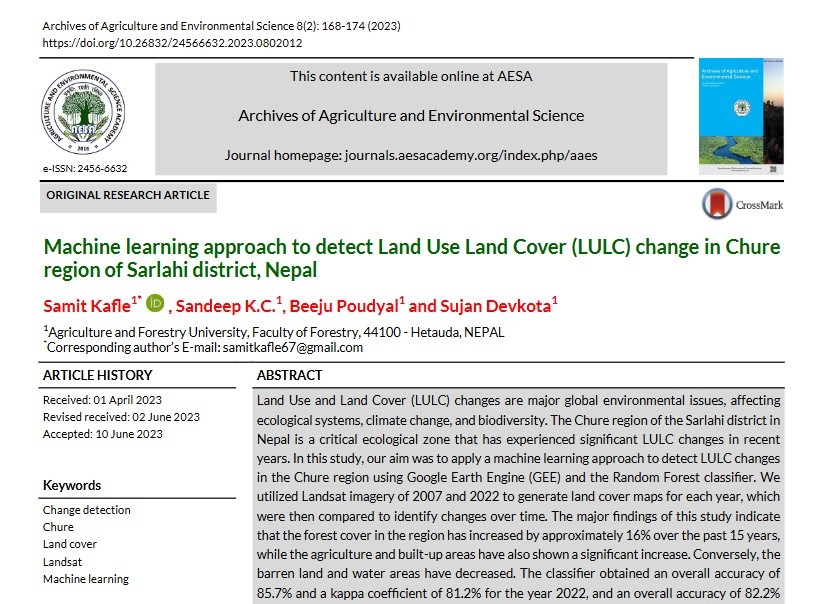 Archives of Agriculture and Environmental Science 8(2): 168-174 (2023)
https://doi.org/10.26832/24566632.2023.0802012
This content is available online at AESA
Archives of Agriculture and Environmental Science
Journal homepage: journals.aesacademy.org/index.php/aaes
AGRICULTURE AND ENVIRONMENTAL SCIENCE ACADEMY
AESA
2016
e-ISSN: 2456-6632
Archives of Agriculture and
Environmental Science
ORIGINAL RESEARCH ARTICLE
CrossMark
Machine learning approach to detect Land Use Land Cover (LULC) change in Chure
region of Sarlahi district, Nepal
Samit Kafle1* iD , Sandeep K.C.1, Beeju Poudyal1 and Sujan Devkota1
1Agriculture and Forestry University, Faculty of Forestry, 44100 - Hetauda, NEPAL
*Corresponding author's E-mail: samitkafle67@gmail.com
ARTICLE HISTORY
Received: 01 April 2023
Revised received: 02 June 2023
Accepted: 10 June 2023
Keywords
Change detection
Chure
Land cover
Landsat
Machine learning
ABSTRACT
Land Use and Land Cover (LULC) changes are major global environmental issues, affecting
ecological systems, climate change, and biodiversity. The Chure region of the Sarlahi district in
Nepal is a critical ecological zone that has experienced significant LULC changes in recent
years. In this study, our aim was to apply a machine learning approach to detect LULC changes
in the Chure region using Google Earth Engine (GEE) and the Random Forest classifier. We
utilized Landsat imagery of 2007 and 2022 to generate land cover maps for each year, which
were then compared to identify changes over time. The major findings of this study indicate
that the forest cover in the region has increased by approximately 16% over the past 15 years,
while the agriculture and built-up areas have also shown a significant increase. Conversely, the
barren land and water areas have decreased. The classifier obtained an overall accuracy of
85.7% and a kappa coefficient of 81.2% for the year 2022, and an overall accuracy of 82.2%